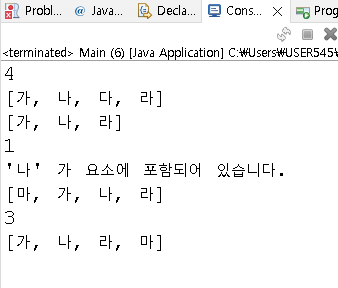 Probl... Java... Decla... Cons... Prog
<terminated> Main (6) [Java Application] C:₩Users₩USER545₩
4
[가, 나, 다, 라]
[가, 나, 라]
1
'나' 가 요소에 포함되어 있습니다.
[마, 가, 나, 라]
3
[가, 나, 라, 마]